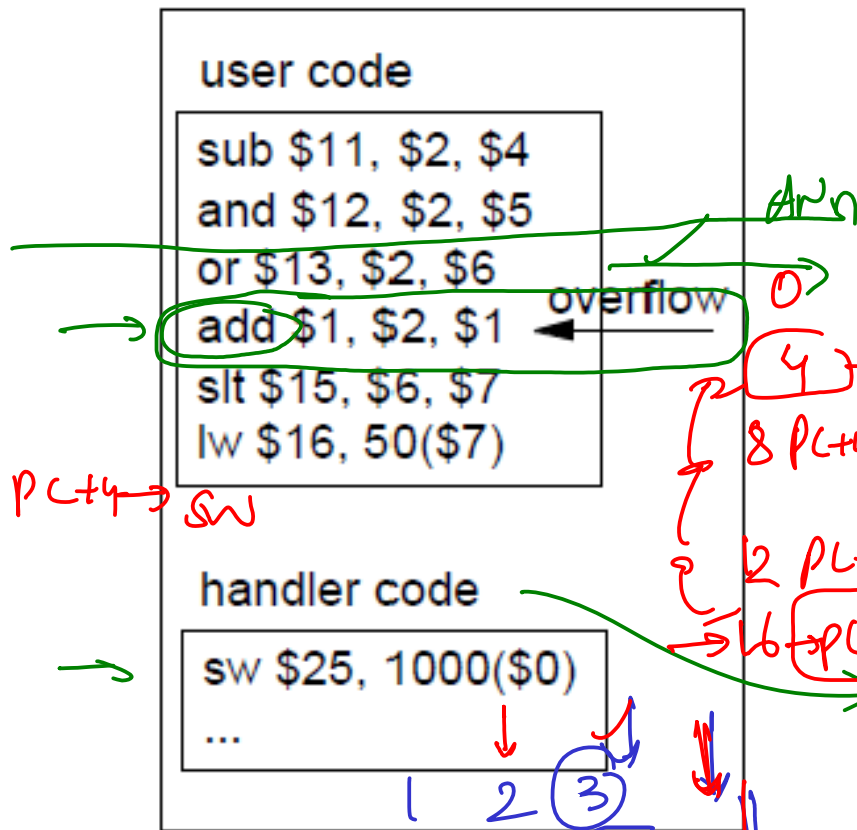 user code
sub $11, $2, $4
and $12, $2, $5
or $13, $2, $6
overflow
0
add $1, $2, $1
4
slt $15, $6, $7
8 PC+4
lw $16, 50($7)
PC+4
sw
12
handler code
16
sw $25, 1000($0)
...
1 2 3